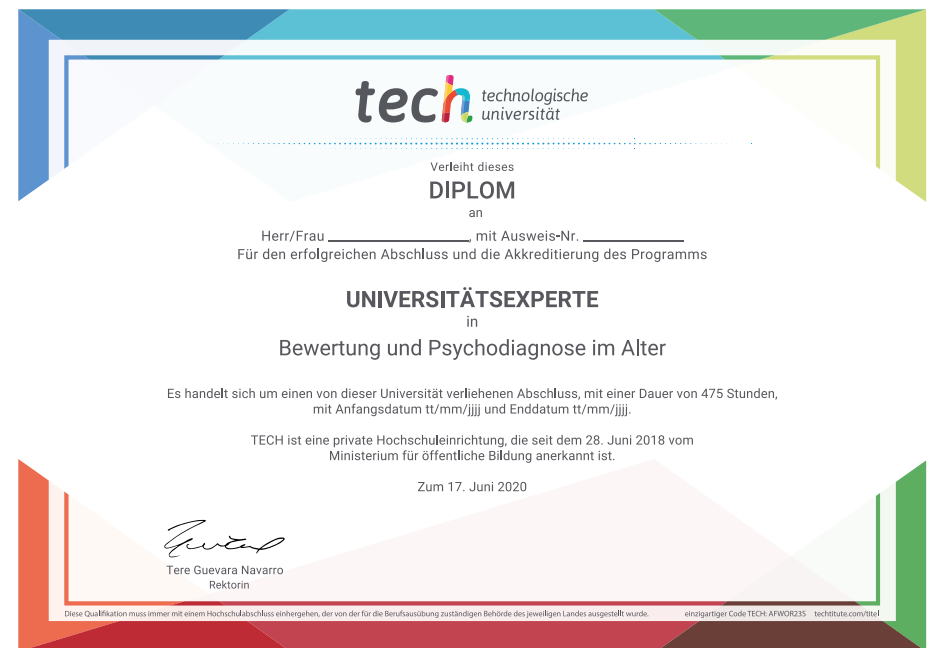 tech technologische
universität
Verleiht dieses
DIPLOM
an
Herr/Frau ____________________, mit Ausweis-Nr. ______________
Für den erfolgreichen Abschluss und die Akkreditierung des Programms
UNIVERSITÄTSEXPERTE
in
Bewertung und Psychodiagnose im Alter
Es handelt sich um einen von dieser Universität verliehenen Abschluss, mit einer Dauer von 475 Stunden,
mit Anfangsdatum tt/mm/jjjj und Enddatum tt/mm/jjjj.
TECH ist eine private Hochschuleinrichtung, die seit dem 28. Juni 2018 vom
Ministerium für öffentliche Bildung anerkannt ist.
Zum 17. Juni 2020
Tere Guevara Navarro
Rektorin
Diese Qualifikation muss immer mit einem Hochschulabschluss einhergehen, der von der für die Berufsausübung zuständigen Behörde des jeweiligen Landes ausgestellt wurde. einzigartiger Code TECH: AFWOR23S techtitute.com/titel